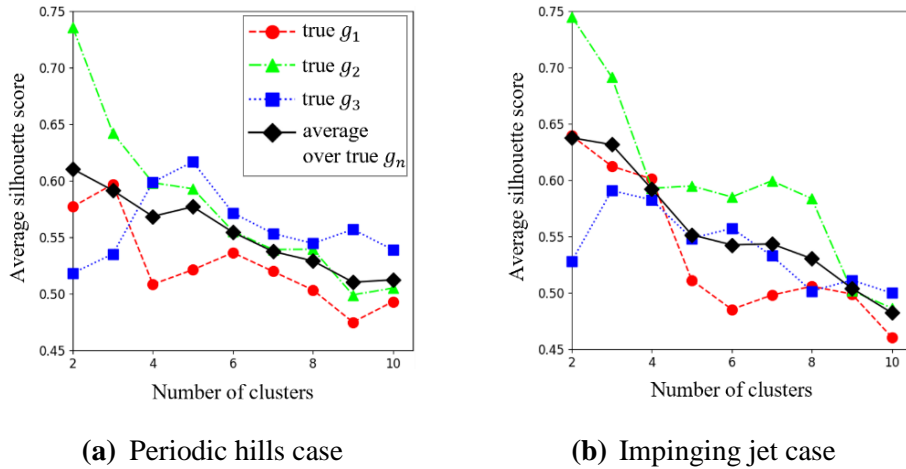 0.75
0.70
0.65
0.60
0.55
0.50
0.45
Average silhouette score
2
4
6
8
10
Number of clusters
true g₁
true g₂
true g₃
average
over true gₙ
(a) Periodic hills case
0.75
0.70
0.65
0.60
0.55
0.50
0.45
Average silhouette score
2
4
6
8
10
Number of clusters
(b) Impinging jet case